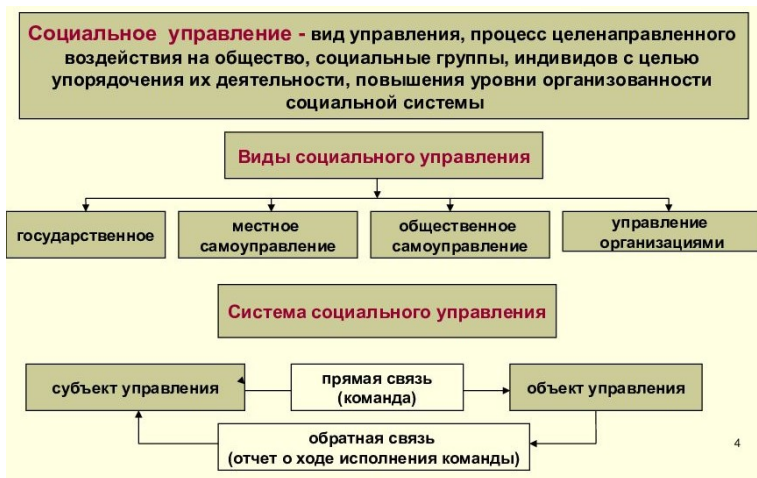 Социальное управление - вид управления, процесс целенаправленного
воздействия на общество, социальные группы, индивидов с целью
упорядочения их деятельности, повышения уровни организованности
социальной системы
Виды социального управления
государственное
местное
самоуправление
общественное
самоуправление
управление
организациями
Система социального управления
субъект управления
прямая связь
(команда)
объект управления
обратная связь
(отчет о ходе исполнения команды)
4